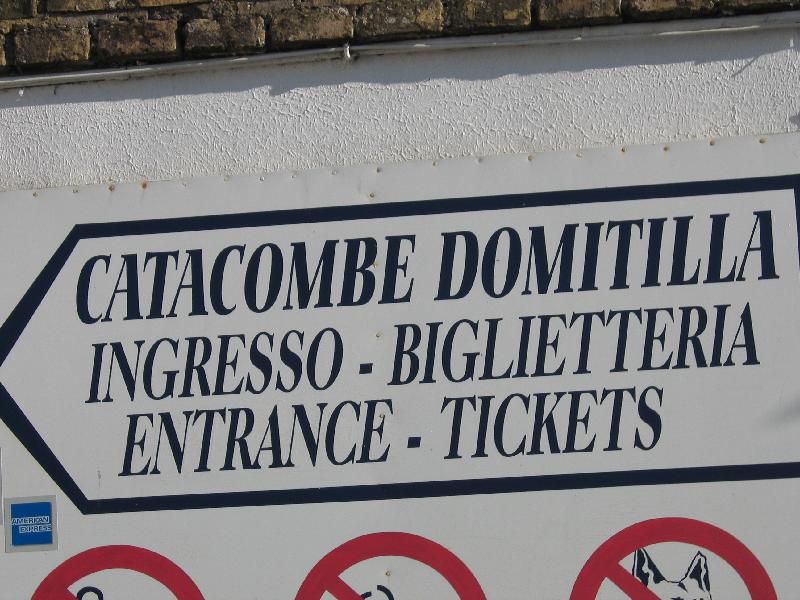 CATACOMBE DOMITILLA
INGRESSO - BIGLIETTERIA
ENTRANCE - TICKETS
AMERICAN
EXPRESS